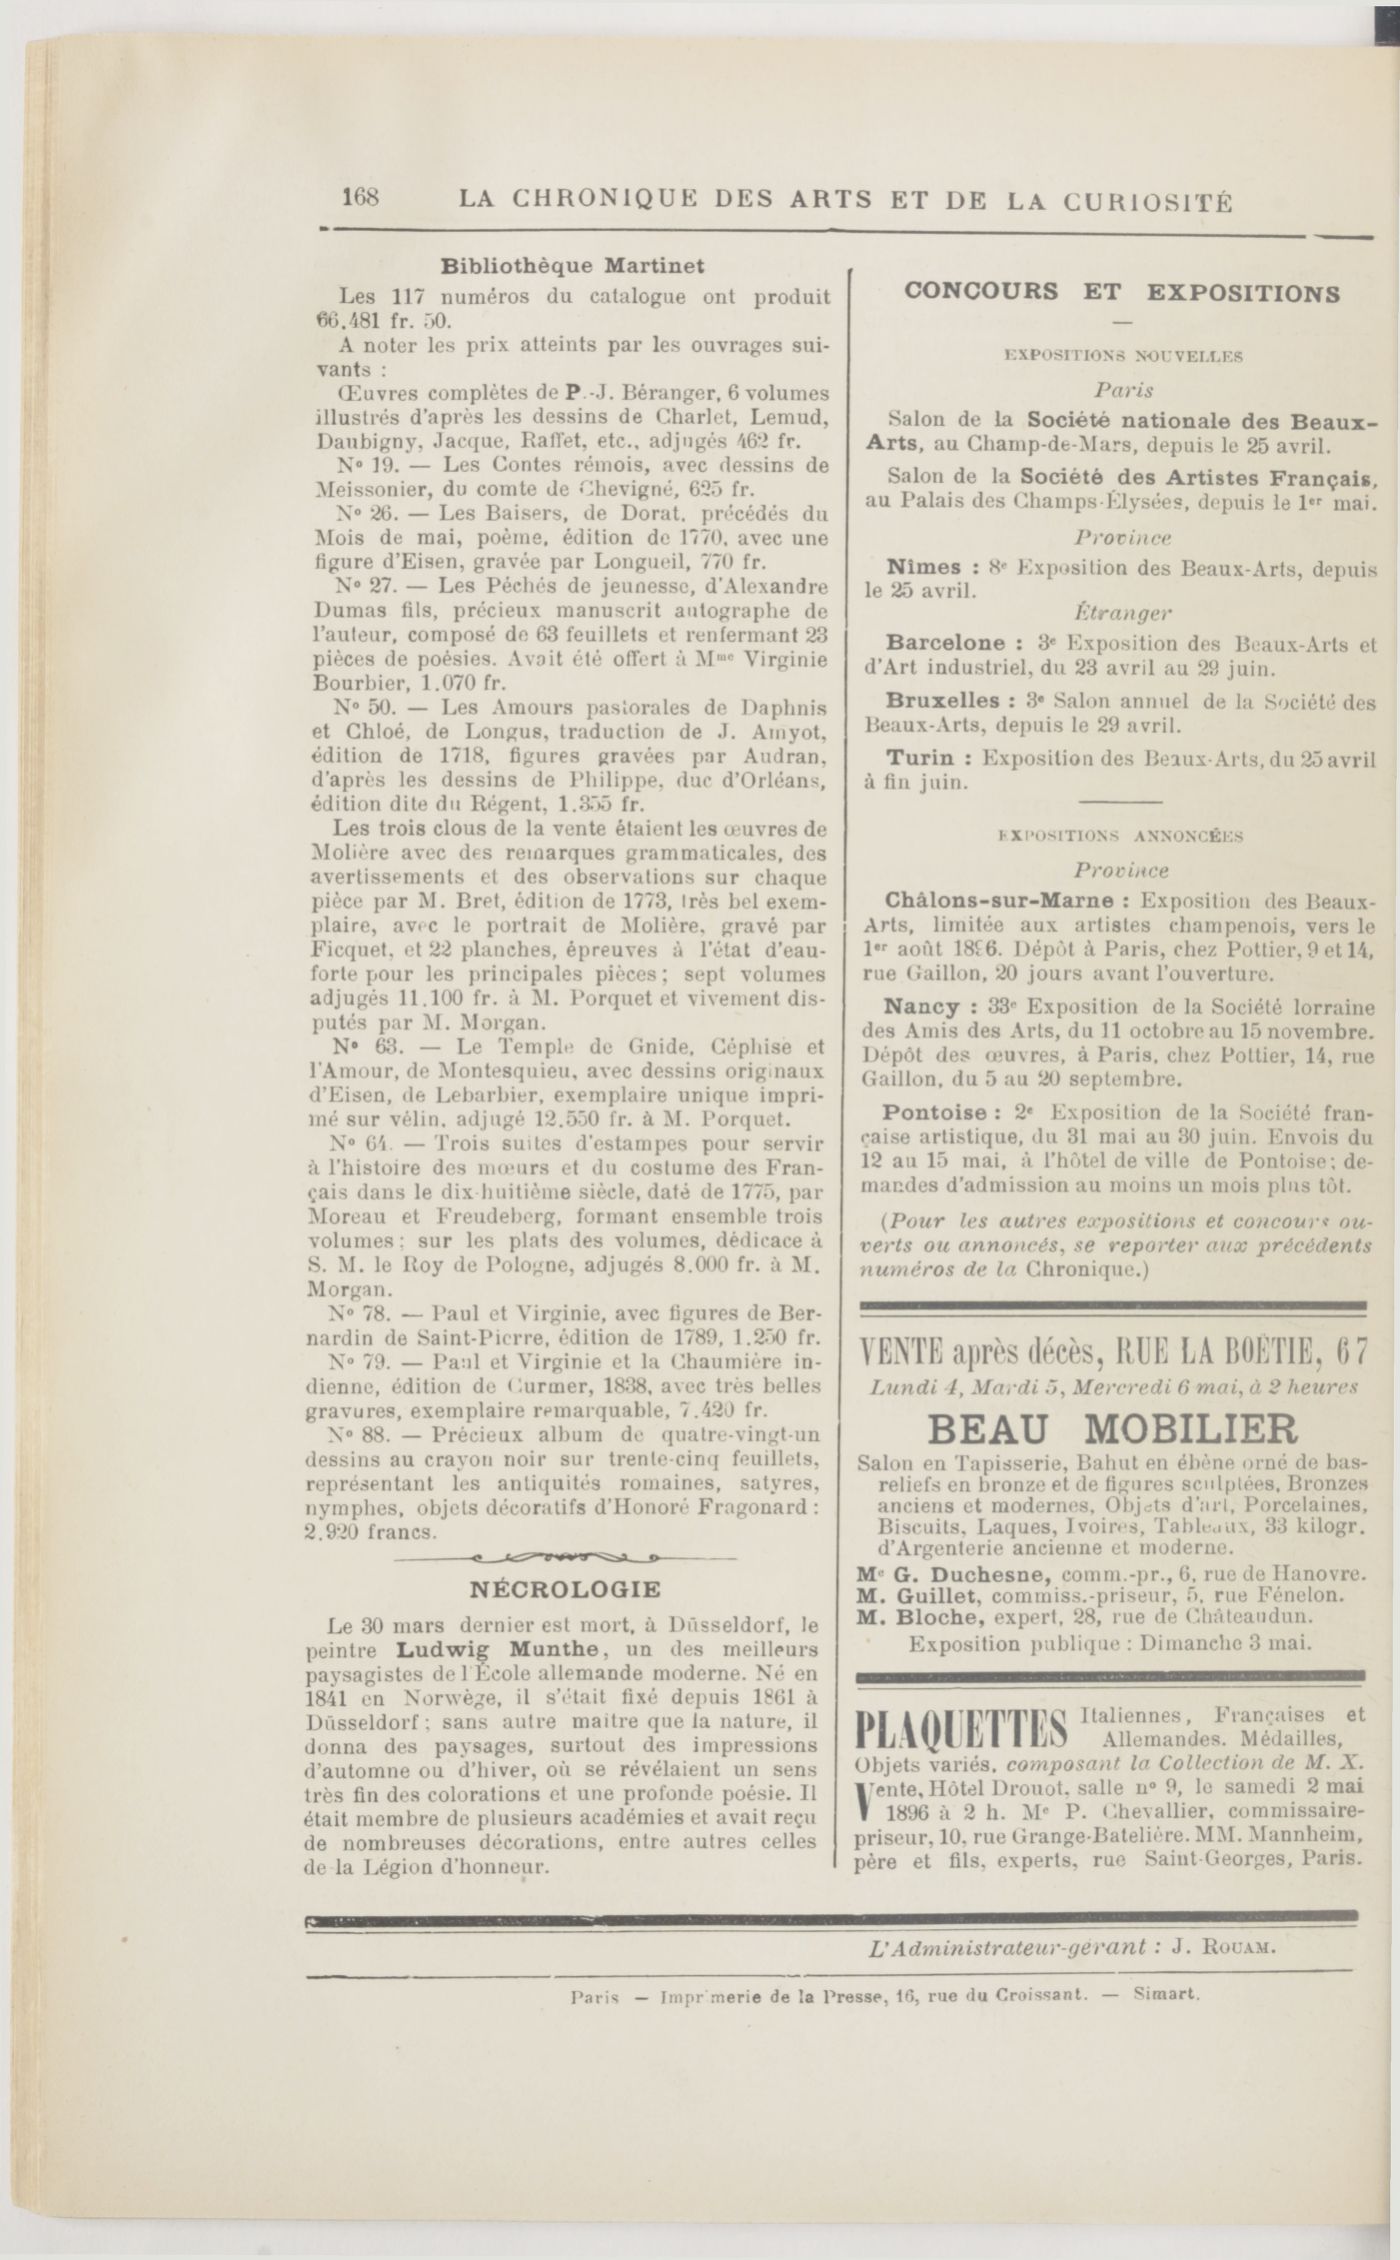 168 LA CHRONIQUE DES ARTS ET DE LA CURIOSITÉ
Bibliothèque Martinet
Les 117 numéros du catalogue ont produit
66.481 fr. 50.
A noter les prix atteints par les ouvrages sui-
vants :
Œuvres complètes de P.-J. Béranger, 6 volumes
illustrés d'après les dessins de Charlet, Lemud,
Daubigny, Jacque, Raffet, etc., adjugés 462 fr.
N° 19. — Les Contes rémois, avec dessins de
Meissonier, du comte de Chevigné, 625 fr.
N° 26. — Les Baisers, de Dorat, précédés du
Mois de mai, poème, édition de 1770, avec une
figure d'Eisen, gravée par Longueil, 770 fr.
N° 27. — Les Péchés de jeunesse, d'Alexandre
Dumas fils, précieux manuscrit autographe de
l'auteur, composé de 63 feuillets et renfermant 23
pièces de poésies. Avait été offert à Mme Virginie
Bourbier, 1.070 fr.
N° 50. — Les Amours pastorales de Daphnis
et Chloé, de Longus, traduction de J. Amyot,
édition de 1718, figures gravées par Audran,
d'après les dessins de Philippe, duc d'Orléans,
édition dite du Régent, 1.355 fr.
Les trois clous de la vente étaient les œuvres de
Molière avec des remarques grammaticales, des
avertissements et des observations sur chaque
pièce par M. Bret, édition de 1773, très bel exem-
plaire, avec le portrait de Molière, gravé par
Ficquet, et 22 planches, épreuves à l'état d'eau-
forte pour les principales pièces; sept volumes
adjugés 11.100 fr. à M. Porquet et vivement dis-
putés par M. Morgan.
N° 63. — Le Temple de Gnide, Céphise et
l'Amour, de Montesquieu, avec dessins originaux
d'Eisen, de Lebarbier, exemplaire unique impri-
mé sur vélin, adjugé 12.550 fr. à M. Porquet.
N° 64. — Trois suites d'estampes pour servir
à l'histoire des mœurs et du costume des Fran-
çais dans le dix-huitième siècle, daté de 1775, par
Moreau et Freudeberg, formant ensemble trois
volumes; sur les plats des volumes, dédicace à
S. M. le Roy de Pologne, adjugés 8.000 fr. à M.
Morgan.
N° 78. — Paul et Virginie, avec figures de Ber-
nardin de Saint-Pierre, édition de 1789, 1.250 fr.
N° 79. — Paul et Virginie et la Chaumière in-
dienne, édition de Curmer, 1838, avec très belles
gravures, exemplaire remarquable, 7.420 fr.
N° 88. — Précieux album de quatre-vingt-un
dessins au crayon noir sur trente-cinq feuillets,
représentant les antiquités romaines, satyres,
nymphes, objets décoratifs d'Honoré Fragonard :
2.920 francs.
NÉCROLOGIE
Le 30 mars dernier est mort, à Düsseldorf, le
peintre Ludwig Munthe, un des meilleurs
paysagistes de l'École allemande moderne. Né en
1841 en Norwège, il s'était fixé depuis 1861 à
Düsseldorf; sans autre maitre que la nature, il
donna des paysages, surtout des impressions
d'automne ou d'hiver, où se révélaient un sens
très fin des colorations et une profonde poésie. Il
était membre de plusieurs académies et avait reçu
de nombreuses décorations, entre autres celles
de la Légion d'honneur.
CONCOURS ET EXPOSITIONS
—
EXPOSITIONS NOUVELLES
Paris
Salon de la Société nationale des Beaux-
Arts, au Champ-de-Mars, depuis le 25 avril.
Salon de la Société des Artistes Français,
au Palais des Champs-Élysées, depuis le 1er mai.
Province
Nîmes : 8e Exposition des Beaux-Arts, depuis
le 25 avril.
Étranger
Barcelone : 3e Exposition des Beaux-Arts et
d'Art industriel, du 23 avril au 29 juin.
Bruxelles : 3e Salon annuel de la Société des
Beaux-Arts, depuis le 29 avril.
Turin : Exposition des Beaux-Arts, du 25 avril
à fin juin.
EXPOSITIONS ANNONCÉES
Province
Châlons-sur-Marne : Exposition des Beaux-
Arts, limitée aux artistes champenois, vers le
1er août 1896. Dépôt à Paris, chez Pottier, 9 et 14,
rue Gaillon, 20 jours avant l'ouverture.
Nancy : 33e Exposition de la Société lorraine
des Amis des Arts, du 11 octobre au 15 novembre.
Dépôt des œuvres, à Paris, chez Pottier, 14, rue
Gaillon, du 5 au 20 septembre.
Pontoise : 2e Exposition de la Société fran-
çaise artistique, du 31 mai au 30 juin. Envois du
12 au 15 mai, à l'hôtel de ville de Pontoise; de-
mandes d'admission au moins un mois plus tôt.
(Pour les autres expositions et concours ou-
verts ou annoncés, se reporter aux précédents
numéros de la Chronique.)
VENTE après décès, RUE LA BOËTIE, 67
Lundi 4, Mardi 5, Mercredi 6 mai, à 2 heures
BEAU MOBILIER
Salon en Tapisserie, Bahut en ébène orné de bas-
reliefs en bronze et de figures sculptées, Bronzes
anciens et modernes, Objets d'art, Porcelaines,
Biscuits, Laques, Ivoires, Tableaux, 33 kilogr.
d'Argenterie ancienne et moderne.
Me G. Duchesne, comm.-pr., 6, rue de Hanovre.
M. Guillet, commiss.-priseur, 5, rue Fénelon.
M. Bloche, expert, 28, rue de Châteaudun.
Exposition publique : Dimanche 3 mai.
PLAQUETTES Italiennes, Françaises et
Allemandes. Médailles,
Objets variés, composant la Collection de M. X.
Vente, Hôtel Drouot, salle n° 9, le samedi 2 mai
1896 à 2 h. Me P. Chevallier, commissaire-
priseur, 10, rue Grange-Batelière. MM. Mannheim,
père et fils, experts, rue Saint-Georges, Paris.
L'Administrateur-gérant : J. ROUAM.
Paris — Imprimerie de la Presse, 16, rue du Croissant. — Simart.